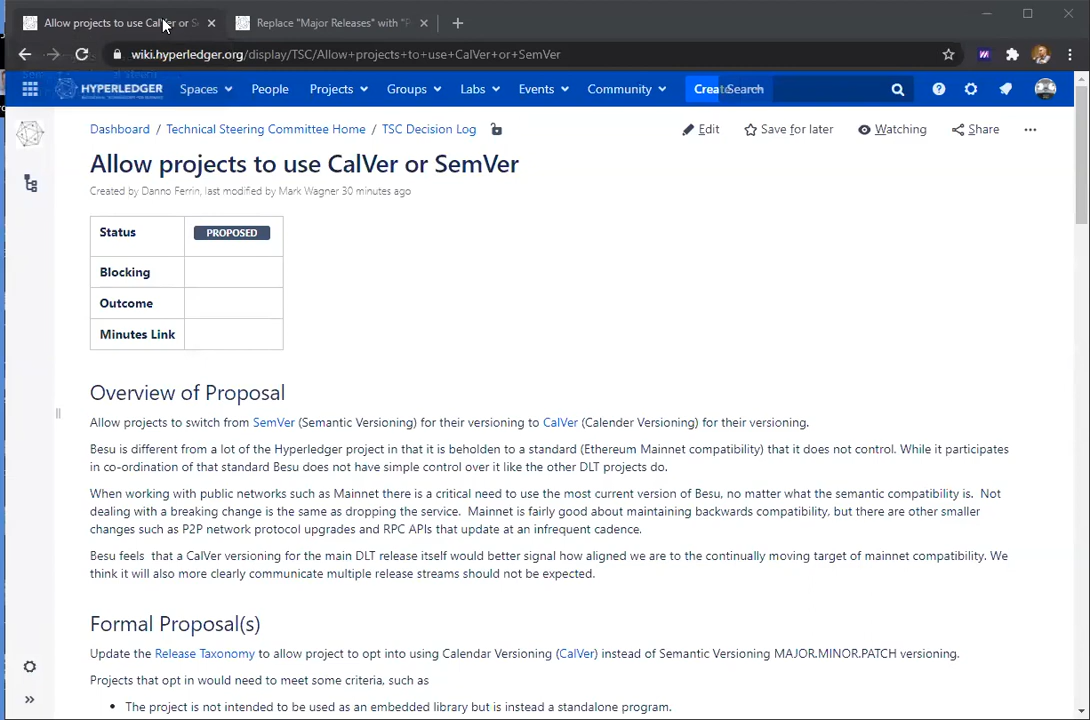 Allow projects to use CalVer or S
Replace "Major Releases" with "F
wiki.hyperledger.org/display/TSC/Allow+projects+to+use+CalVer+or+SemVer
HYPERLEDGER
Spaces
People
Projects
Groups
Labs
Events
Community
Create
Search
Dashboard / Technical Steering Committee Home / TSC Decision Log
Edit
Save for later
Watching
Share
Allow projects to use CalVer or SemVer
Created by Danno Ferrin, last modified by Mark Wagner 30 minutes ago
Status PROPOSED
Blocking
Outcome
Minutes Link
Overview of Proposal
Allow projects to switch from SemVer (Semantic Versioning) for their versioning to CalVer (Calender Versioning) for their versioning.
Besu is different from a lot of the Hyperledger project in that it is beholden to a standard (Ethereum Mainnet compatibility) that it does not control. While it participates
in co-ordination of that standard Besu does not have simple control over it like the other DLT projects do.
When working with public networks such as Mainnet there is a critical need to use the most current version of Besu, no matter what the semantic compatibility is. Not
dealing with a breaking change is the same as dropping the service. Mainnet is fairly good about maintaining backwards compatibility, but there are other smaller
changes such as P2P network protocol upgrades and RPC APIs that update at an infrequent cadence.
Besu feels that a CalVer versioning for the main DLT release itself would better signal how aligned we are to the continually moving target of mainnet compatibility. We
think it will also more clearly communicate multiple release streams should not be expected.
Formal Proposal(s)
Update the Release Taxonomy to allow project to opt into using Calendar Versioning (CalVer) instead of Semantic Versioning MAJOR.MINOR.PATCH versioning.
Projects that opt in would need to meet some criteria, such as
• The project is not intended to be used as an embedded library but is instead a standalone program.